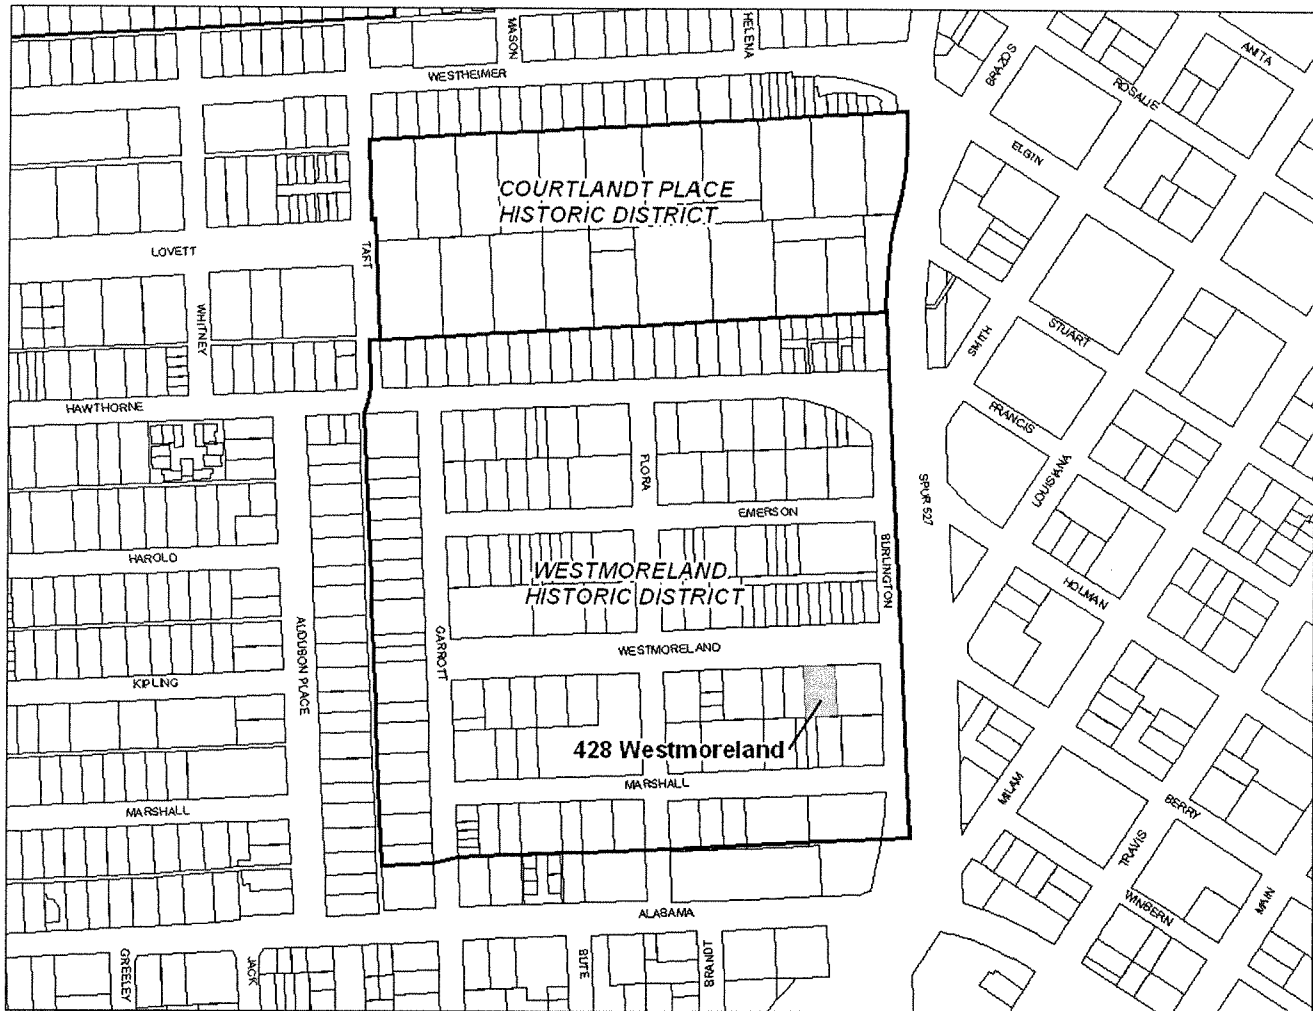 MASON
HELENA
WESTHEIMER
BRAZOS
ANITA
ROSALIE
ELGIN
COURTLANDT PLACE
HISTORIC DISTRICT
LOVETT
TAFT
WHITNEY
SMITH
STUART
HAWTHORNE
FRANCIS
FLORA
LOUISIANA
SPUR 527
EMERSON
HAROLD
WESTMORELAND
HISTORIC DISTRICT
BURLINGTON
HOLMAN
AUDUBON PLACE
GARROTT
WESTMORELAND
KIPLING
428 Westmoreland
MARSHALL
MARSHALL
MILAM
BERRY
TRAVIS
WINBERN
MAIN
ALABAMA
GREELEY
JACK
BUTE
BRANDT